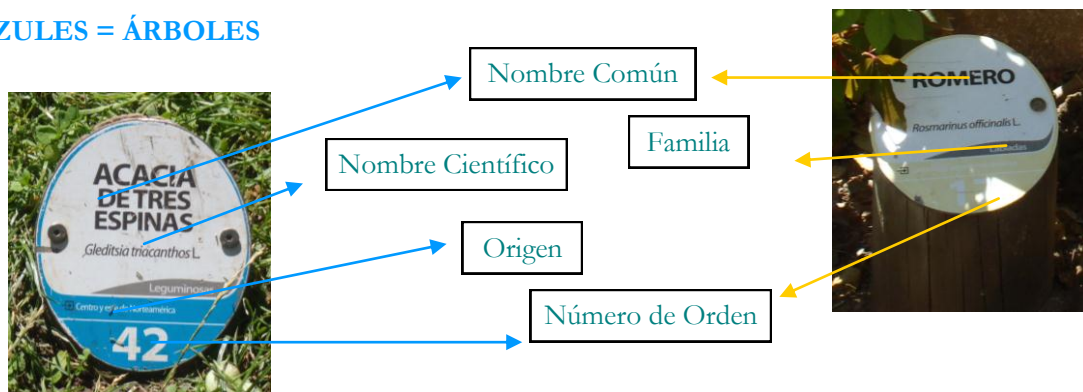 ZULES = ÁRBOLES
Nombre Común
Familia
Nombre Científico
Origen
Número de Orden
ACACIA
DE TRES
ESPINAS
Gleditsia triacanthos L.
Leguminosas
Centro y este de Norteamérica
42
ROMERO
Rosmarinus officinalis L.
Labiadas